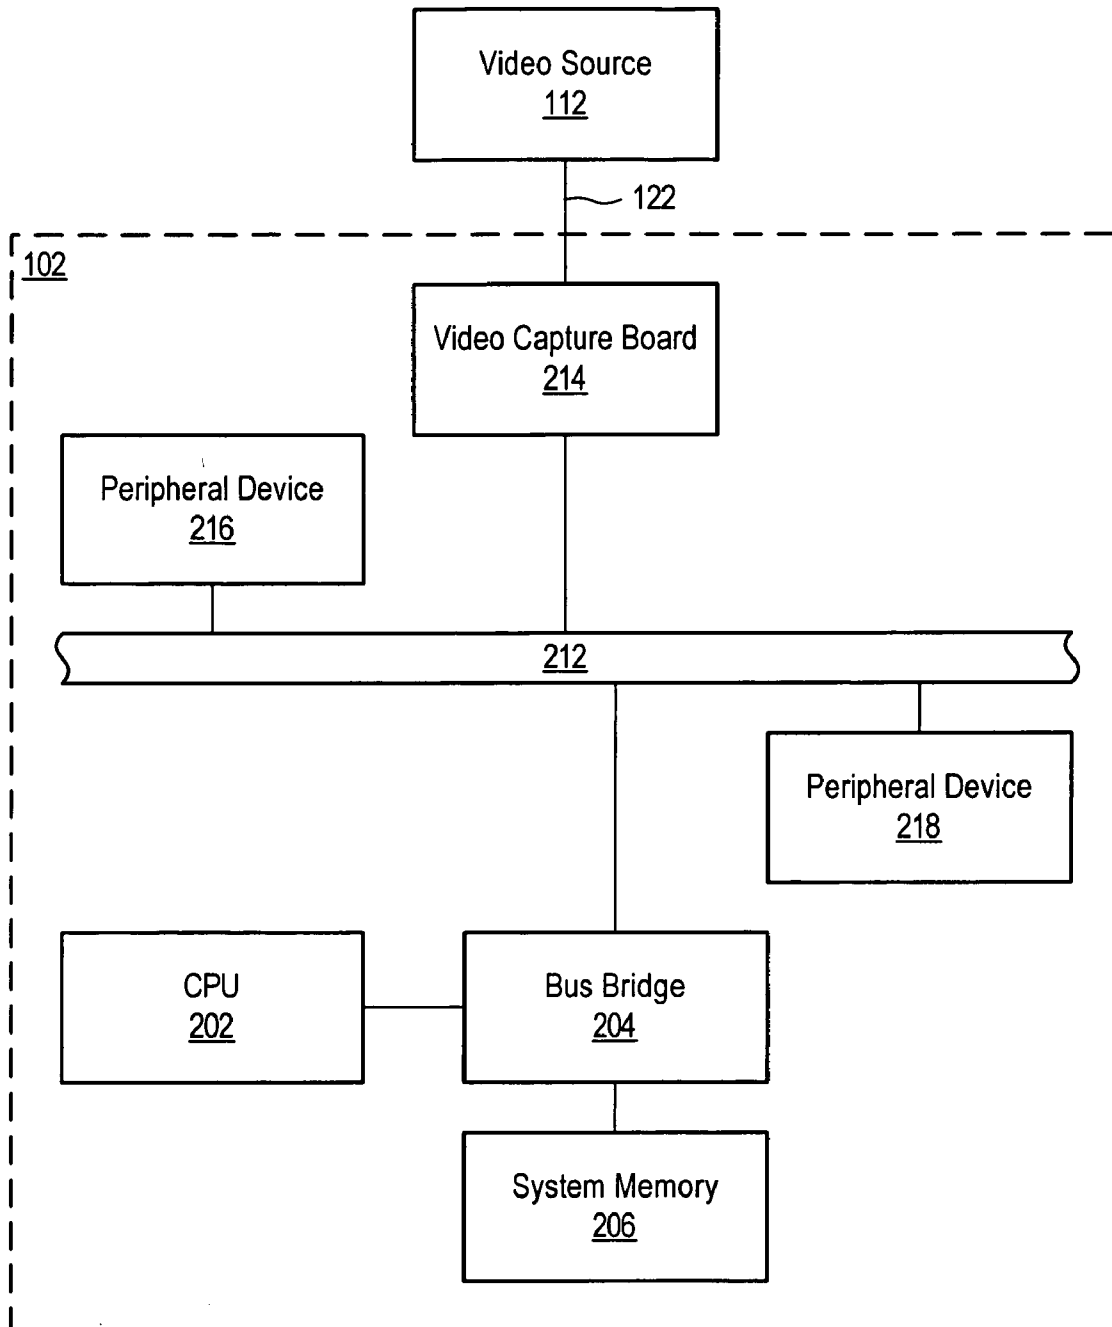 Video Source
112
122
102
Video Capture Board
214
Peripheral Device
216
212
Peripheral Device
218
CPU
202
Bus Bridge
204
System Memory
206